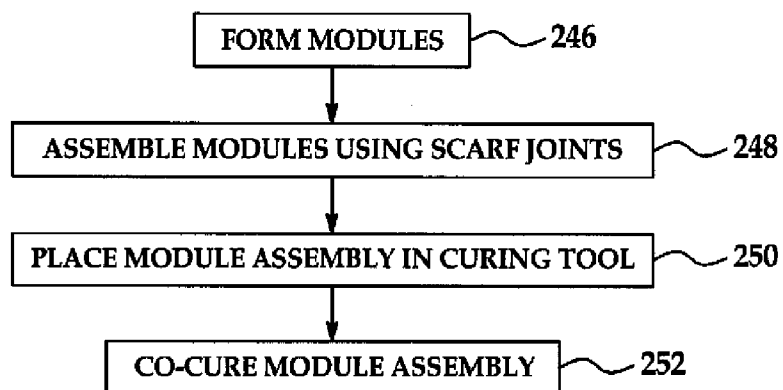 FORM MODULES 246
ASSEMBLE MODULES USING SCARF JOINTS 248
PLACE MODULE ASSEMBLY IN CURING TOOL 250
CO-CURE MODULE ASSEMBLY 252